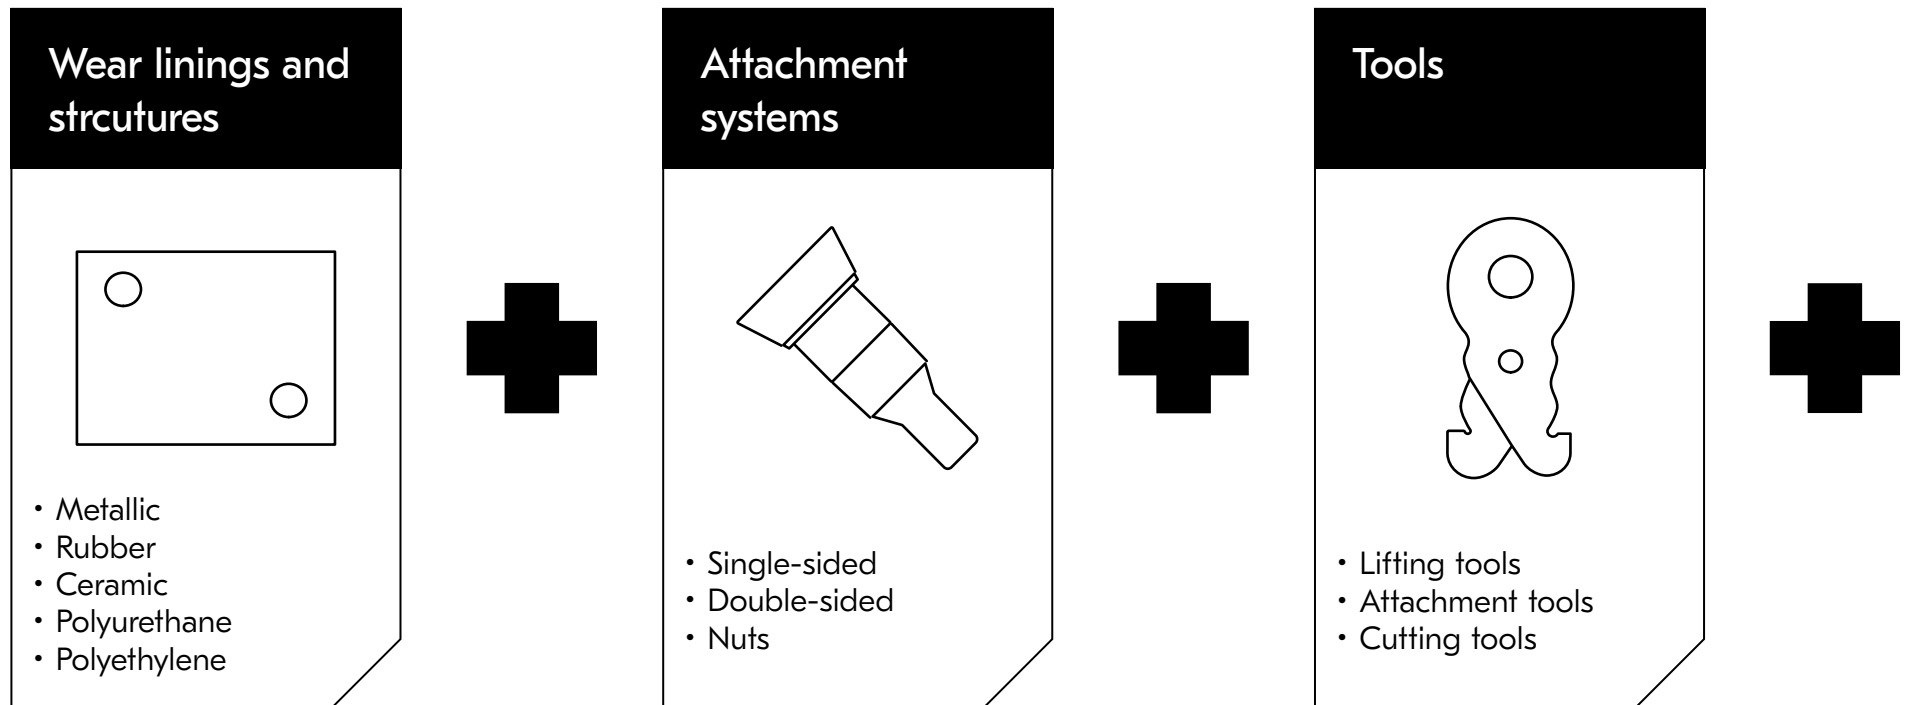 Wear linings and
strcutures
• Metallic
• Rubber
• Ceramic
• Polyurethane
• Polyethylene
Attachment
systems
• Single-sided
• Double-sided
• Nuts
Tools
• Lifting tools
• Attachment tools
• Cutting tools